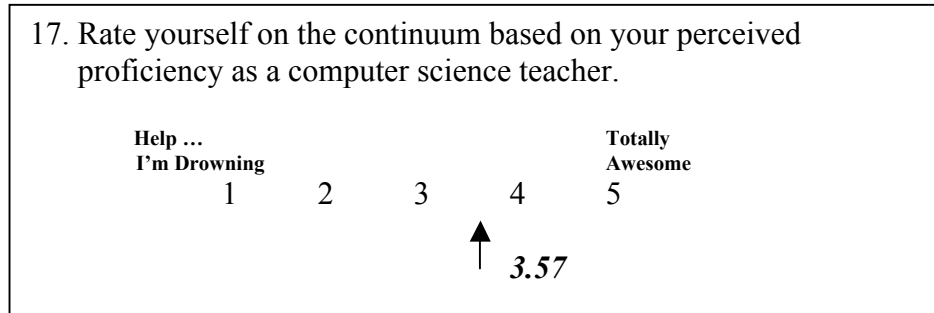 17. Rate yourself on the continuum based on your perceived
proficiency as a computer science teacher.
Help … Totally
I’m Drowning Awesome
1 2 3 4 5
3.57